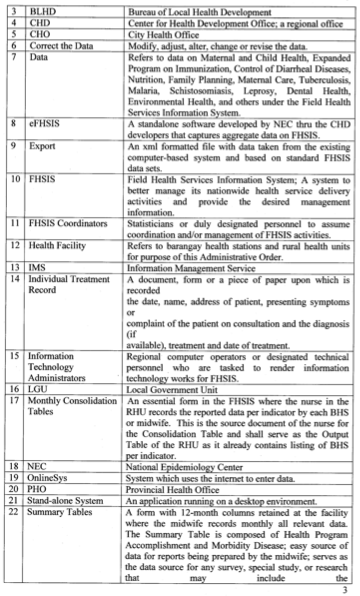 3 BLHD Bureau of Local Health Development
4 CHD Center for Health Development Office; a regional office
5 CHO City Health Office
6 Correct the Data Modify, adjust, alter, change or revise the data.
7 Data Refers to data on Maternal and Child Health, Expanded
Program on Immunization, Control of Diarrheal Diseases,
Nutrition, Family Planning, Maternal Care, Tuberculosis,
Malaria, Schistosomiasis, Leprosy, Dental Health,
Environmental Health, and others under the Field Health
Services Information System.
8 eFHSIS A standalone software developed by NEC thru the CHD
developers that captures aggregate data on FHSIS.
9 Export An xml formatted file with data taken from the existing
computer-based system and based on standard FHSIS
data sets.
10 FHSIS Field Health Services Information System; A system to
better manage its nationwide health service delivery
activities and provide the desired management
information.
11 FHSIS Coordinators Statisticians or duly designated personnel to assume
coordination and/or management of FHSIS activities.
12 Health Facility Refers to barangay health stations and rural health units
for purpose of this Administrative Order.
13 IMS Information Management Service
14 Individual Treatment A document, form or a piece of paper upon which is
Record recorded
the date, name, address of patient, presenting symptoms
or
complaint of the patient on consultation and the diagnosis
(if
available), treatment and date of treatment.
15 Information Regional computer operators or designated technical
Technology personnel who are tasked to render information
Administrators technology works for FHSIS.
16 LGU Local Government Unit
17 Monthly Consolidation An essential form in the FHSIS where the nurse in the
Tables RHU records the reported data per indicator by each BHS
or midwife. This is the source document of the nurse for
the Consolidation Table and shall serve as the Output
Table of the RHU as it already contains listing of BHS
per indicator.
18 NEC National Epidemiology Center
19 OnlineSys System which uses the internet to enter data.
20 PHO Provincial Health Office
21 Stand-alone System An application running on a desktop environment.
22 Summary Tables A form with 12-month columns retained at the facility
where the midwife records monthly all relevant data.
The Summary Table is composed of Health Program
Accomplishment and Morbidity Disease; easy source of
data for reports being prepared by the midwife; serves as
the data source for any survey, special study, or research
that may include the
3